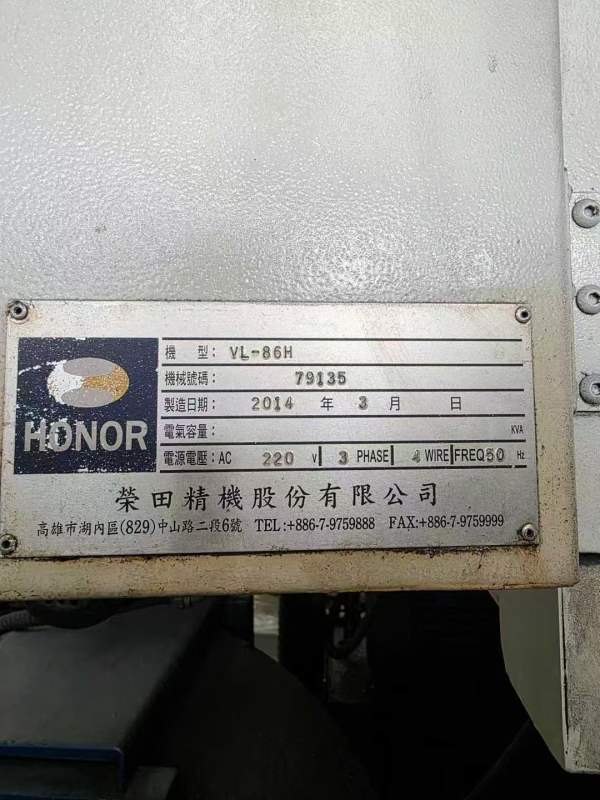 HONOR
機 型: VL-86H
機械號碼: 79135
製造日期: 2014 年 3 月 日
電氣容量: KVA
電源電壓: AC 220 V 3 PHASE 4 WIRE FREQ 50 Hz
榮田精機股份有限公司
高雄市湖內區(829)中山路二段6號 TEL:+886-7-9759888 FAX:+886-7-9759999